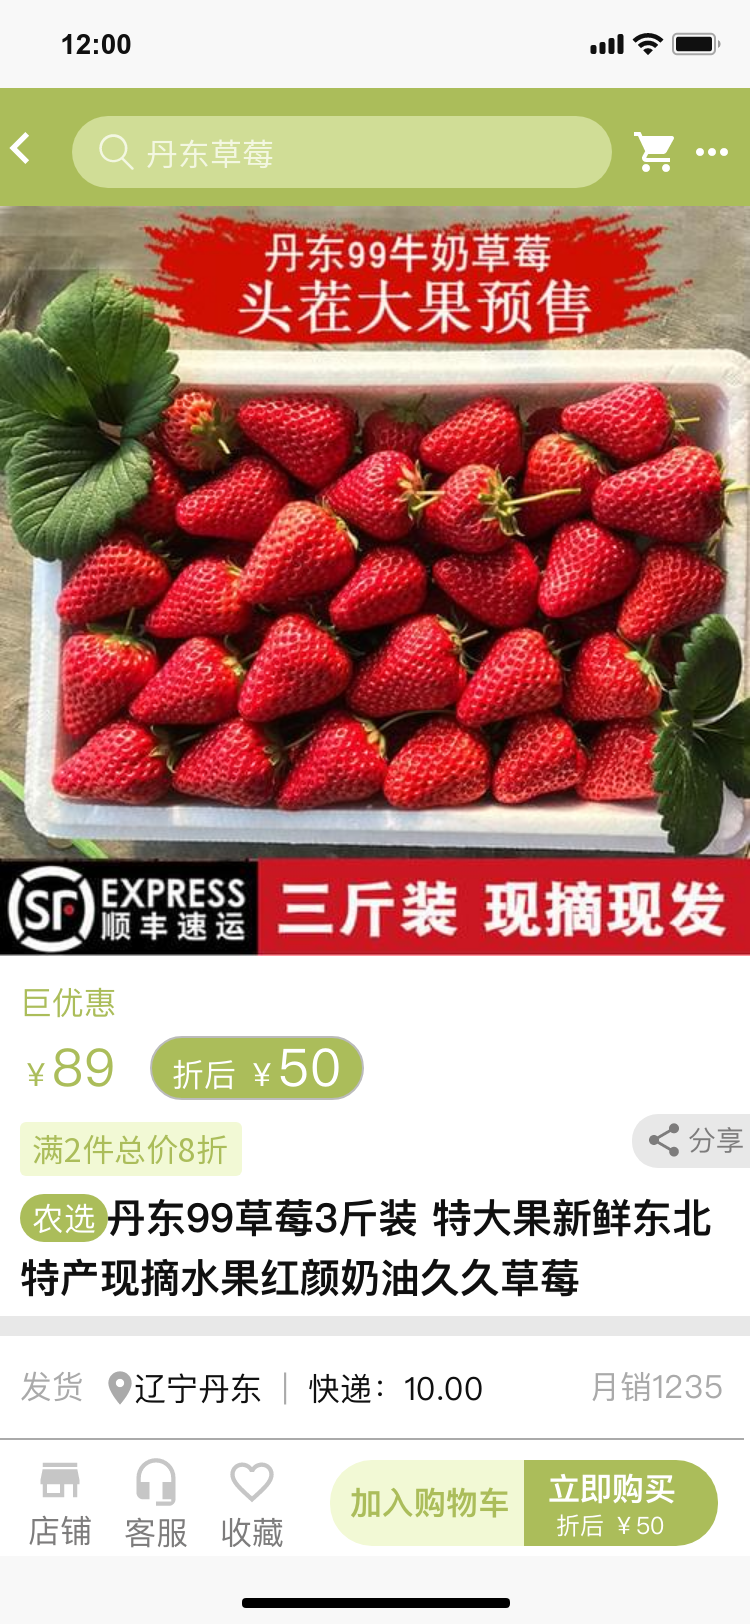 12:00
丹东草莓
丹东99牛奶草莓
头茬大果预售
SF EXPRESS
顺丰速运
三斤装 现摘现发
巨优惠
¥89 折后 ¥50
满2件总价8折
分享
农选 丹东99草莓3斤装 特大果新鲜东北
特产现摘水果红颜奶油久久草莓
发货 辽宁丹东 | 快递：10.00 月销1235
店铺 客服 收藏
加入购物车
立即购买
折后 ¥50